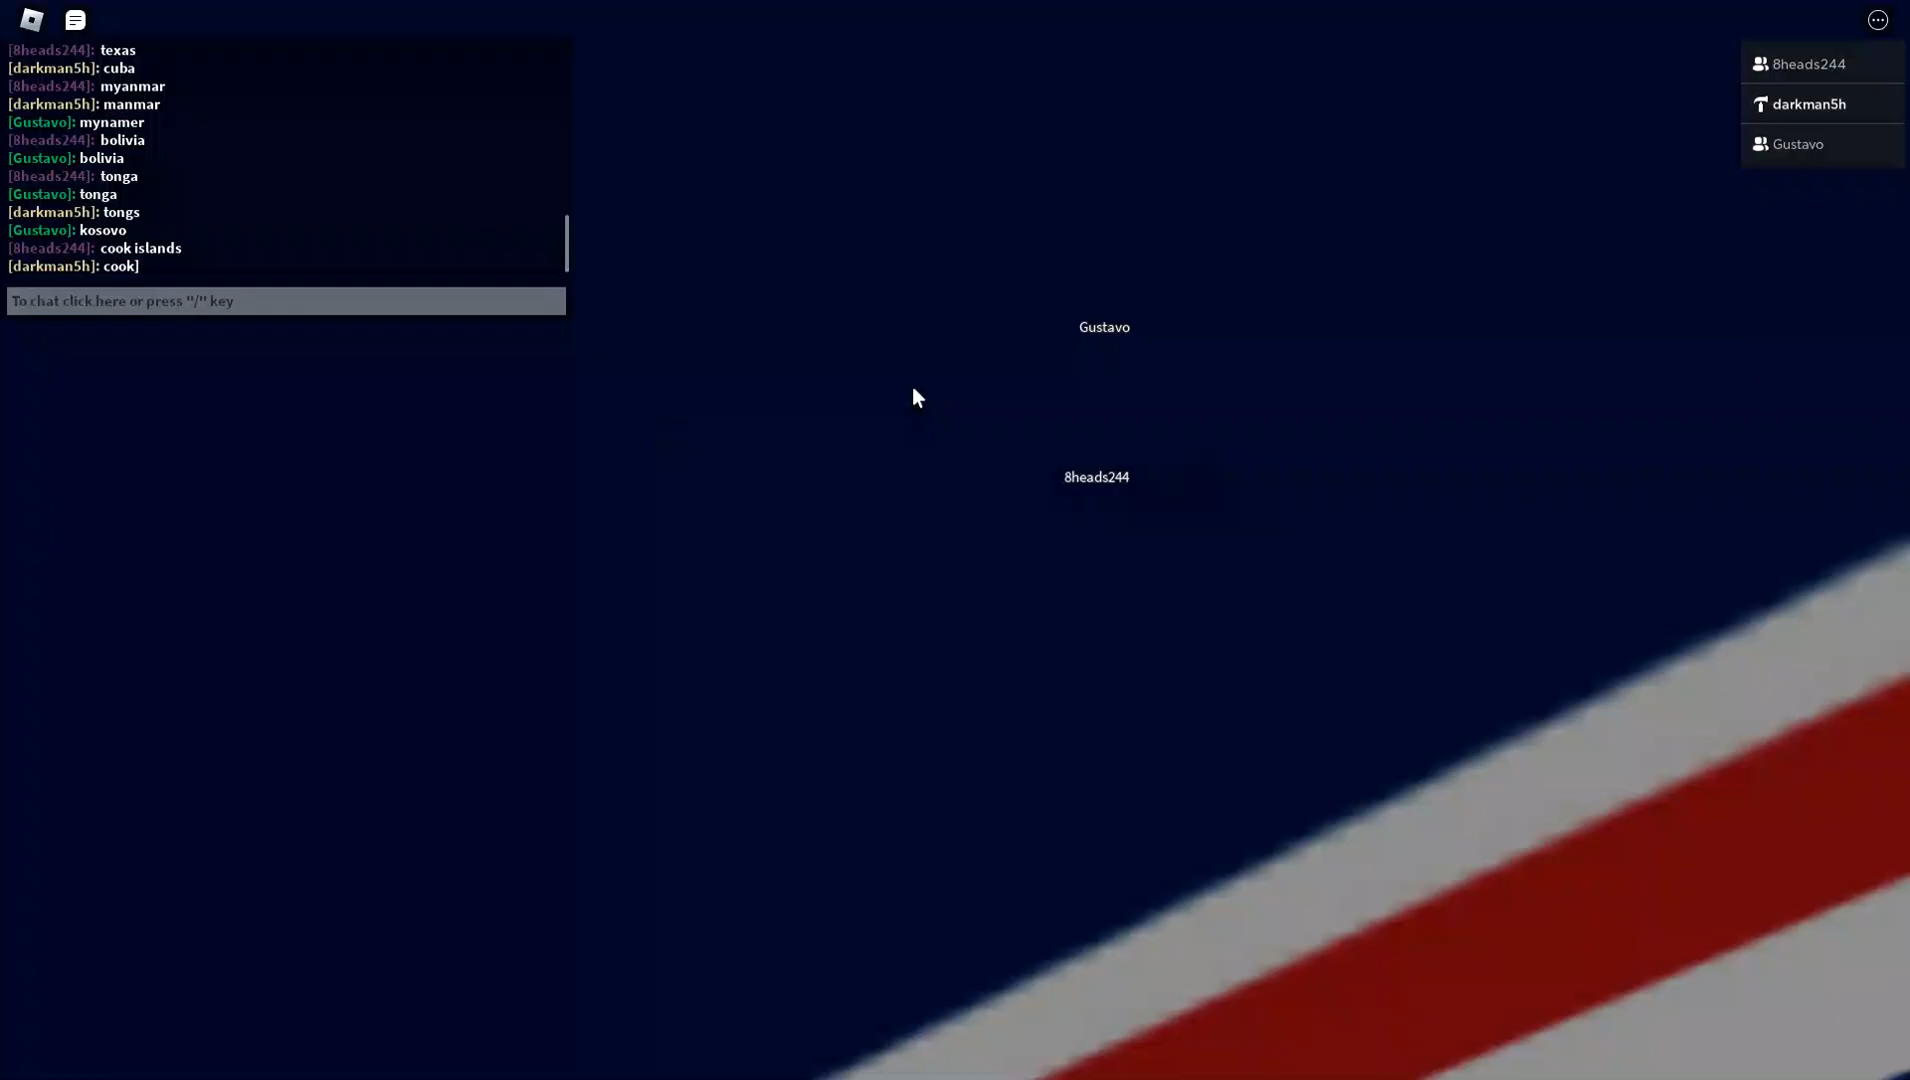 [8heads244]: texas
[darkman5h]: cuba
[8heads244]: myanmar
[darkman5h]: manmar
[Gustavo]: mynamer
[8heads244]: bolivia
[Gustavo]: bolivia
[8heads244]: tonga
[Gustavo]: tonga
[darkman5h]: tongs
[Gustavo]: kosovo
[8heads244]: cook islands
[darkman5h]: cook]
To chat click here or press "/" key
8heads244
darkman5h
Gustavo
Gustavo
8heads244